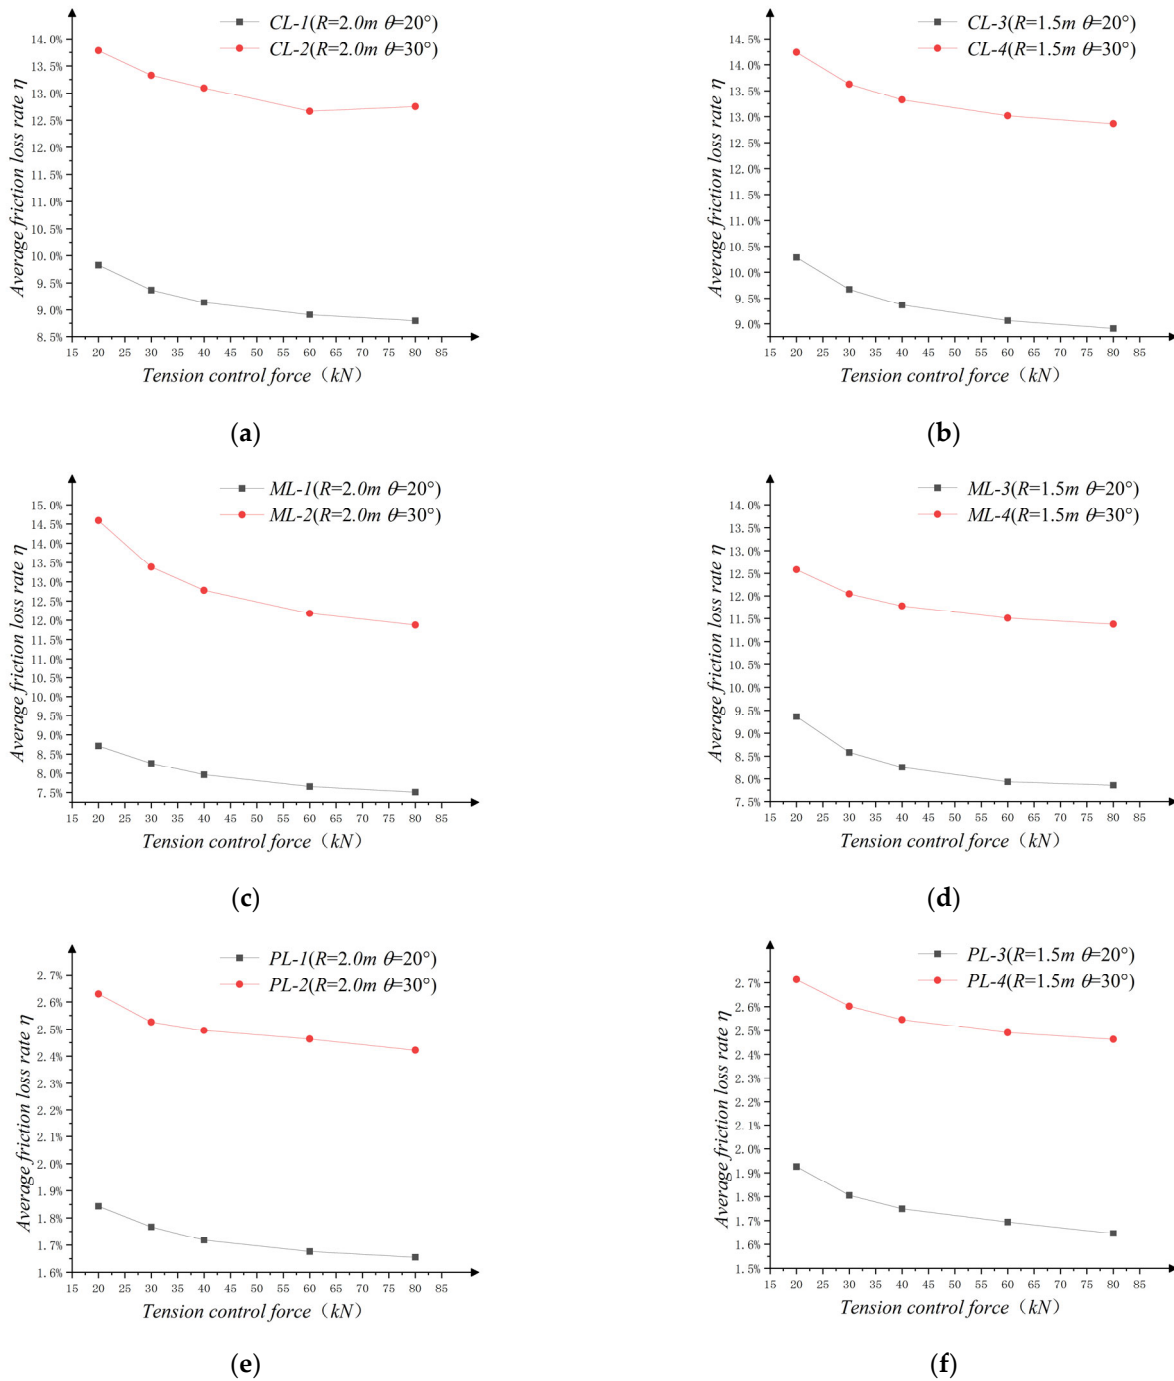 CL-1(R=2.0m θ=20°)
CL-2(R=2.0m θ=30°)
Average friction loss rate η
14.0%
13.5%
13.0%
12.5%
12.0%
11.5%
11.0%
10.5%
10.0%
9.5%
9.0%
8.5%
15 20 25 30 35 40 45 50 55 60 65 70 75 80 85
Tension control force（kN）
(a)
CL-3(R=1.5m θ=20°)
CL-4(R=1.5m θ=30°)
Average friction loss rate η
14.5%
14.0%
13.5%
13.0%
12.5%
12.0%
11.5%
11.0%
10.5%
10.0%
9.5%
9.0%
15 20 25 30 35 40 45 50 55 60 65 70 75 80 85
Tension control force（kN）
(b)
ML-1(R=2.0m θ=20°)
ML-2(R=2.0m θ=30°)
Average friction loss rate η
15.0%
14.5%
14.0%
13.5%
13.0%
12.5%
12.0%
11.5%
11.0%
10.5%
10.0%
9.5%
9.0%
8.5%
8.0%
7.5%
15 20 25 30 35 40 45 50 55 60 65 70 75 80 85
Tension control force（kN）
(c)
ML-3(R=1.5m θ=20°)
ML-4(R=1.5m θ=30°)
Average friction loss rate η
14.0%
13.5%
13.0%
12.5%
12.0%
11.5%
11.0%
10.5%
10.0%
9.5%
9.0%
8.5%
8.0%
7.5%
15 20 25 30 35 40 45 50 55 60 65 70 75 80 85
Tension control force（kN）
(d)
PL-1(R=2.0m θ=20°)
PL-2(R=2.0m θ=30°)
Average friction loss rate η
2.7%
2.6%
2.5%
2.4%
2.3%
2.2%
2.1%
2.0%
1.9%
1.8%
1.7%
1.6%
15 20 25 30 35 40 45 50 55 60 65 70 75 80 85
Tension control force（kN）
(e)
PL-3(R=1.5m θ=20°)
PL-4(R=1.5m θ=30°)
Average friction loss rate η
2.7%
2.6%
2.5%
2.4%
2.3%
2.2%
2.1%
2.0%
1.9%
1.8%
1.7%
1.6%
1.5%
15 20 25 30 35 40 45 50 55 60 65 70 75 80 85
Tension control force（kN）
(f)